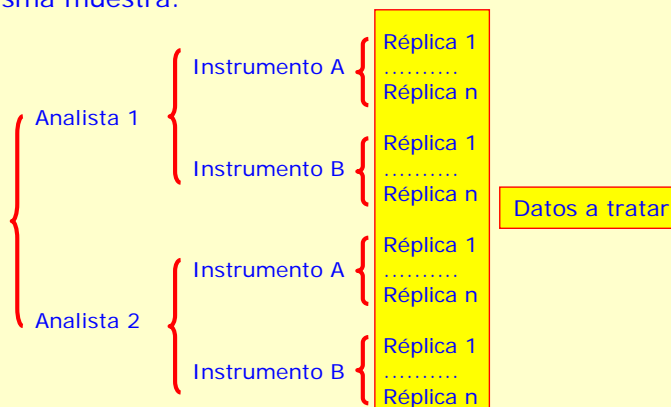 sma muestra:
Réplica 1
Instrumento A
..........
Réplica n
Analista 1
Réplica 1
Instrumento B
..........
Réplica n
Datos a tratar
Réplica 1
Instrumento A
..........
Réplica n
Analista 2
Réplica 1
Instrumento B
..........
Réplica n